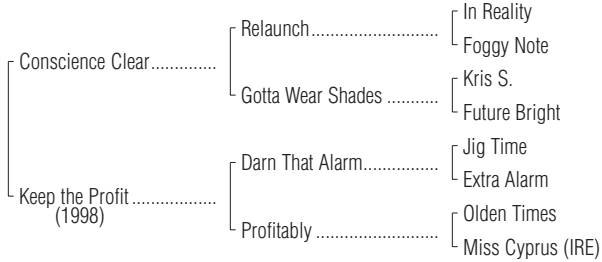 In Reality
Relaunch..............................
Foggy Note
Conscience Clear...............
Kris S.
Gotta Wear Shades ............
Future Bright
Jig Time
Darn That Alarm.................
Extra Alarm
Keep the Profit ...................
(1998)
Olden Times
Profitably ............................
Miss Cyprus (IRE)